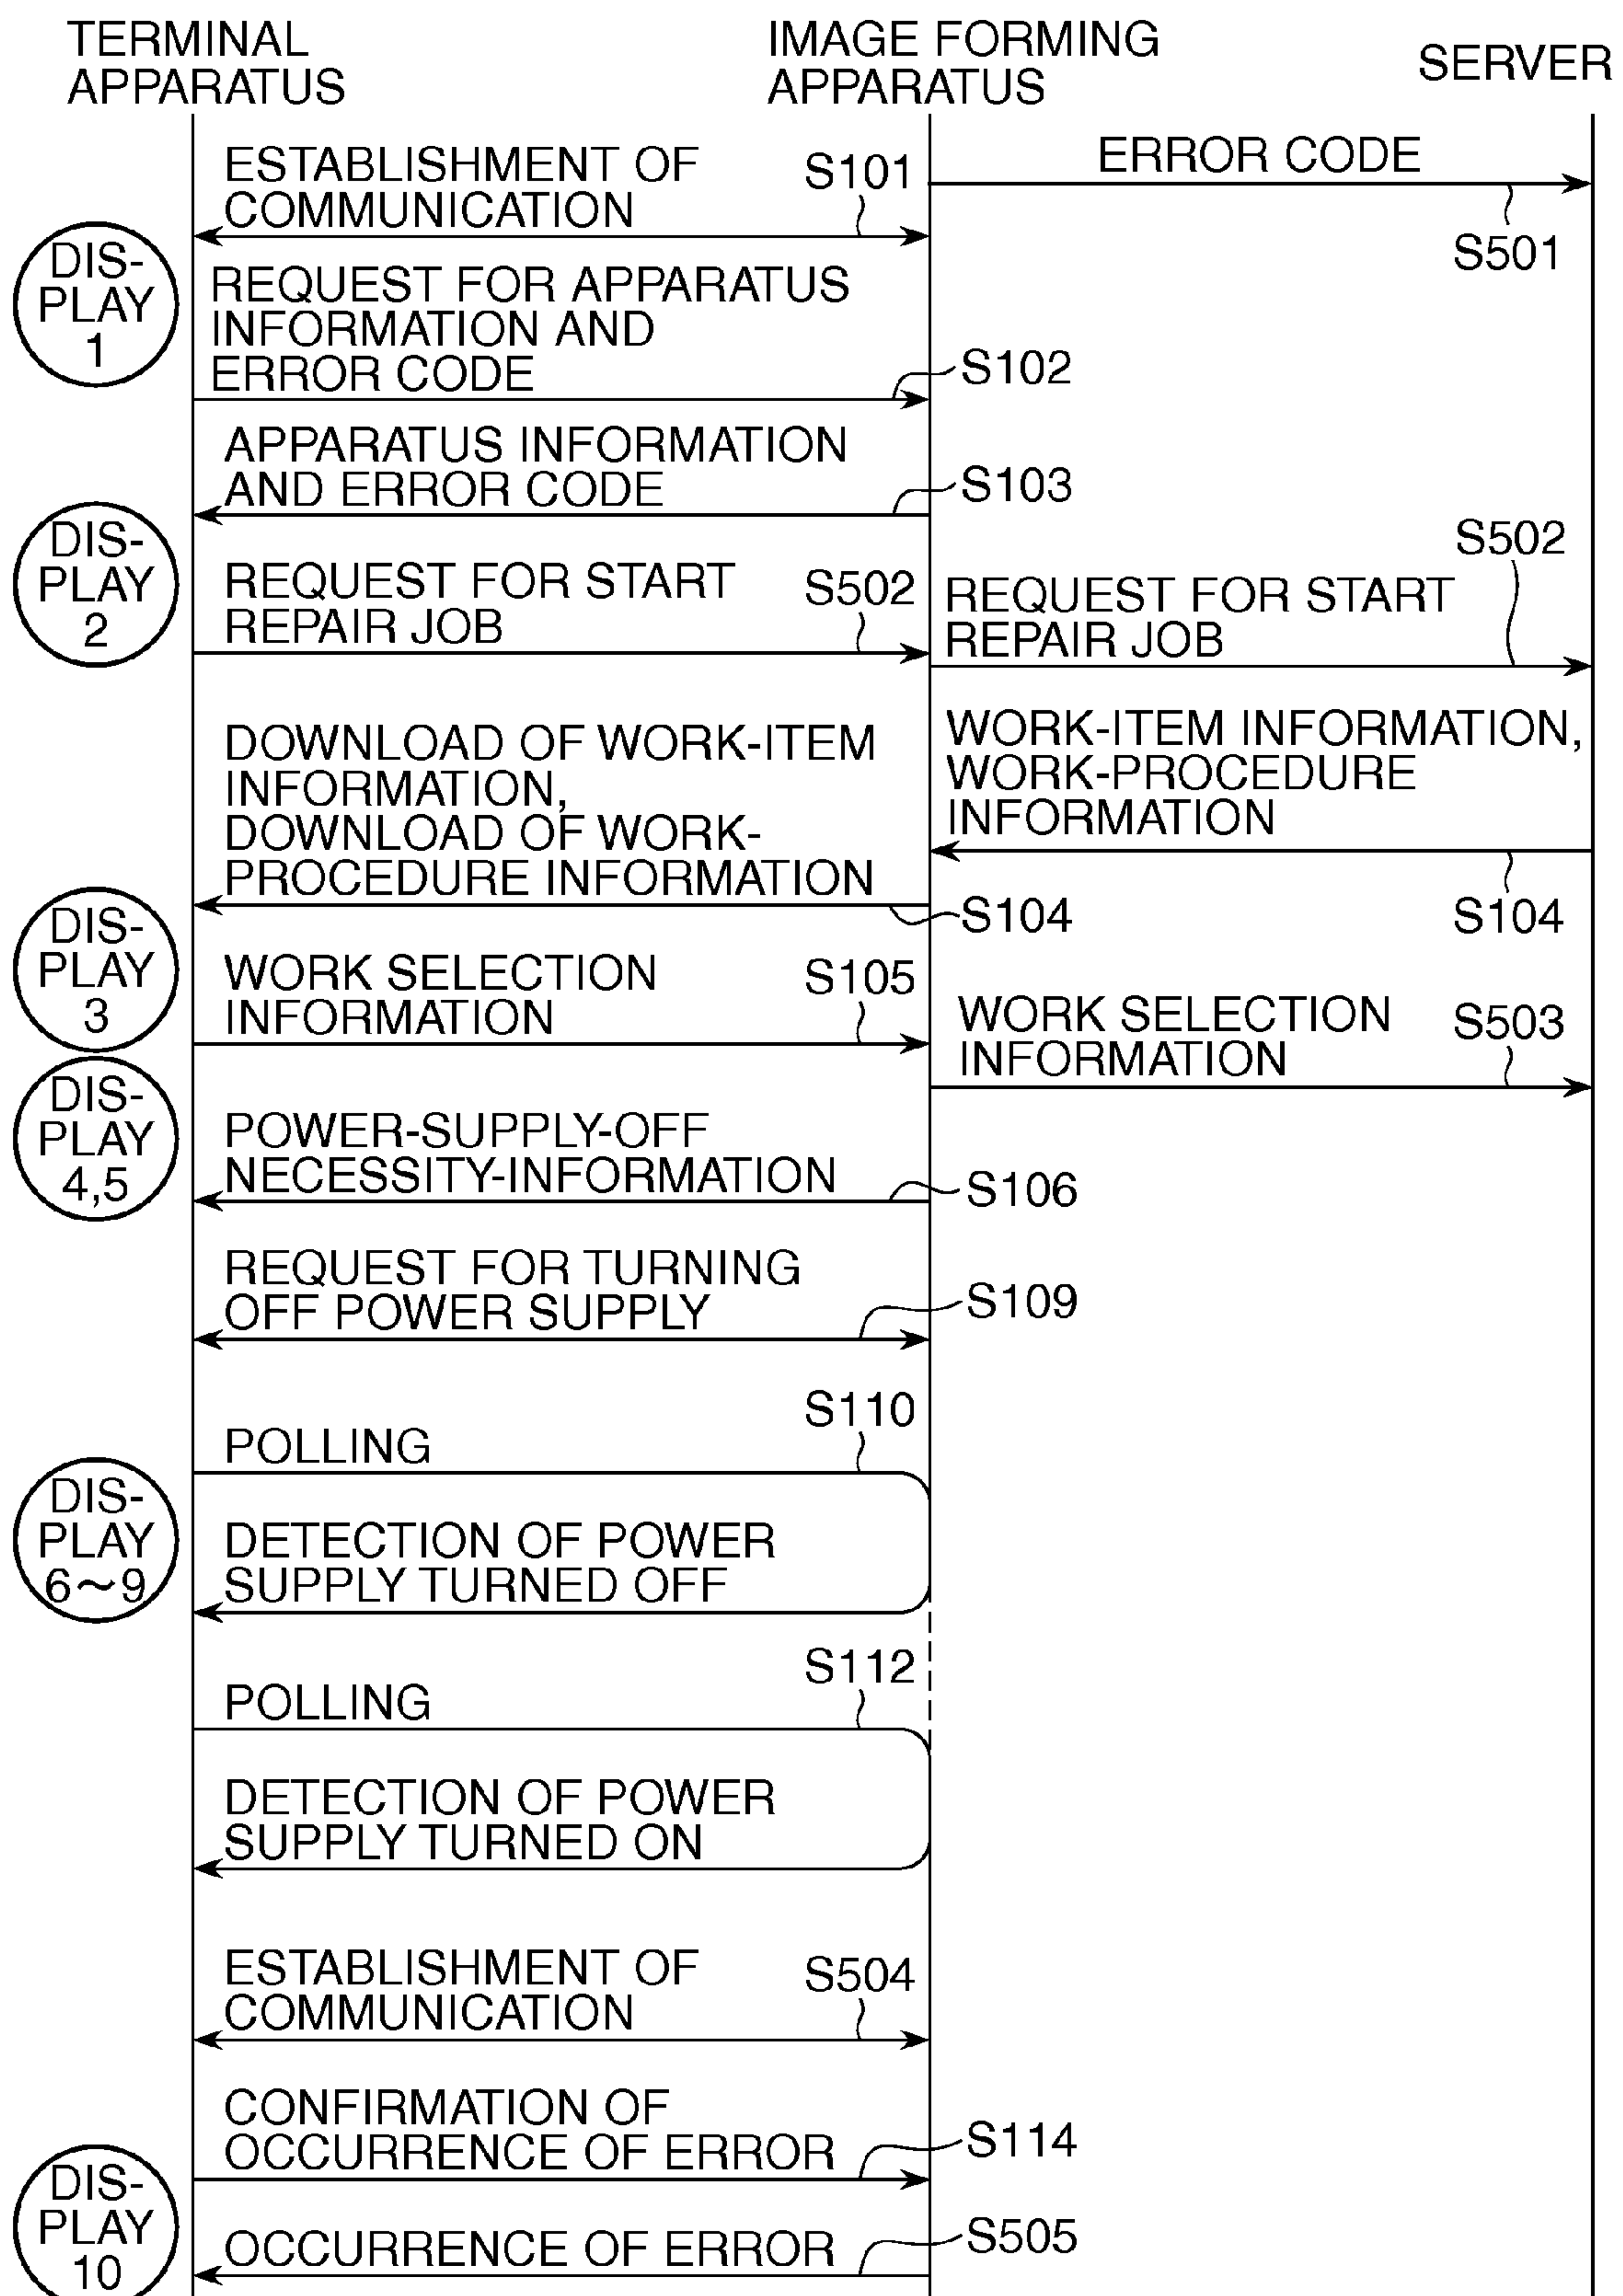 TERMINAL
APPARATUS
IMAGE FORMING
APPARATUS
SERVER
ESTABLISHMENT OF
COMMUNICATION
S101
ERROR CODE
S501
DIS-
PLAY
1
REQUEST FOR APPARATUS
INFORMATION AND
ERROR CODE
S102
APPARATUS INFORMATION
AND ERROR CODE
S103
DIS-
PLAY
2
REQUEST FOR START
REPAIR JOB
S502
REQUEST FOR START
REPAIR JOB
S502
DOWNLOAD OF WORK-ITEM
INFORMATION,
DOWNLOAD OF WORK-
PROCEDURE INFORMATION
S104
WORK-ITEM INFORMATION,
WORK-PROCEDURE
INFORMATION
S104
DIS-
PLAY
3
WORK SELECTION
INFORMATION
S105
WORK SELECTION
INFORMATION
S503
DIS-
PLAY
4,5
POWER-SUPPLY-OFF
NECESSITY-INFORMATION
S106
REQUEST FOR TURNING
OFF POWER SUPPLY
S109
POLLING
S110
DIS-
PLAY
6~9
DETECTION OF POWER
SUPPLY TURNED OFF
POLLING
S112
DETECTION OF POWER
SUPPLY TURNED ON
ESTABLISHMENT OF
COMMUNICATION
S504
CONFIRMATION OF
OCCURRENCE OF ERROR
S114
DIS-
PLAY
10
OCCURRENCE OF ERROR
S505